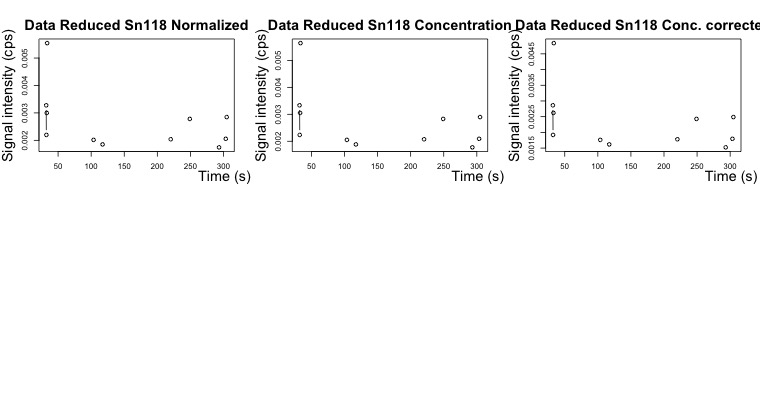 Data Reduced Sn118 Normalized
Signal intensity (cps)
0.005
0.004
0.003
0.002
50 100 150 200 250 300
Time (s)
Data Reduced Sn118 Concentration
Signal intensity (cps)
0.005
0.004
0.003
0.002
50 100 150 200 250 300
Time (s)
Data Reduced Sn118 Conc. correcte
Signal intensity (cps)
0.0045
0.0035
0.0025
0.0015
50 100 150 200 250 300
Time (s)